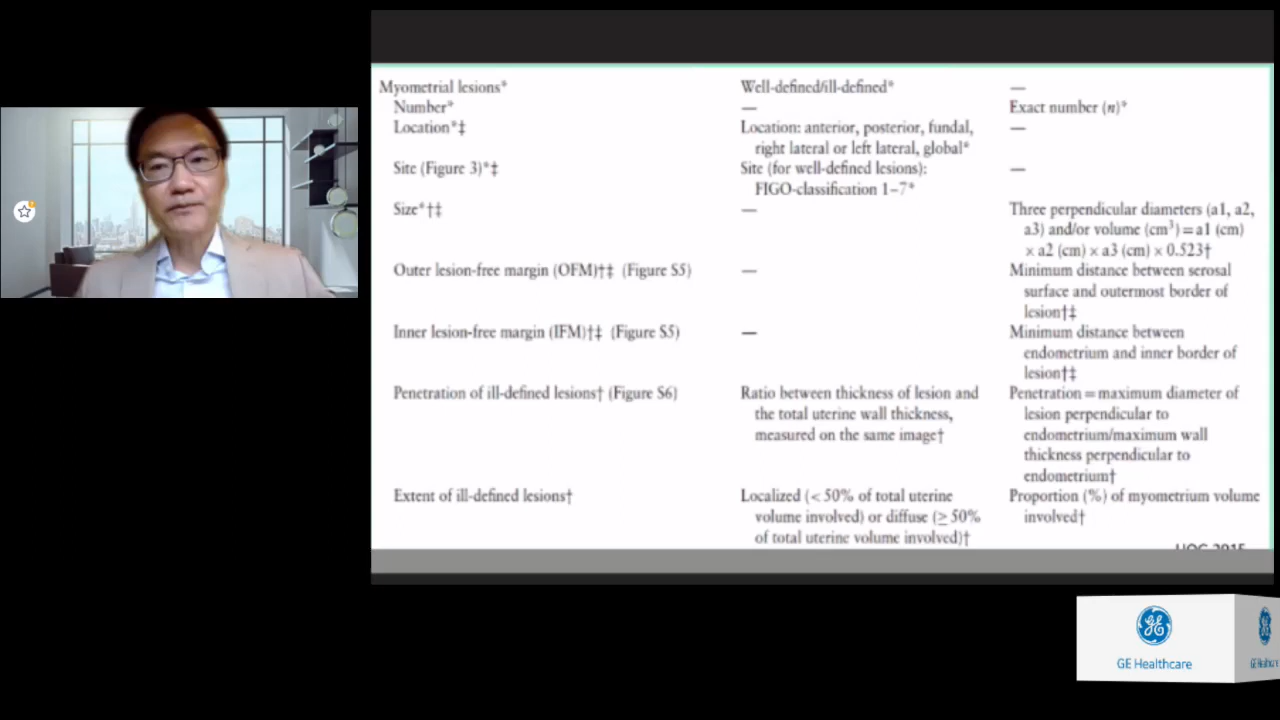 Myometrial lesions* Well-defined/ill-defined* —
Number* — Exact number (n)*
Location*‡ Location: anterior, posterior, fundal, —
right lateral or left lateral, global*
Site (Figure 3)*‡ Site (for well-defined lesions): —
FIGO-classification 1–7*
Size*†‡ — Three perpendicular diameters (a1, a2,
a3) and/or volume (cm³) = a1 (cm)
× a2 (cm) × a3 (cm) × 0.523†
Outer lesion-free margin (OFM)†‡ (Figure S5) — Minimum distance between serosal
surface and outermost border of
lesion†‡
Inner lesion-free margin (IFM)†‡ (Figure S5) — Minimum distance between
endometrium and inner border of
lesion†‡
Penetration of ill-defined lesions† (Figure S6) Ratio between thickness of lesion and Penetration = maximum diameter of
the total uterine wall thickness, lesion perpendicular to
measured on the same image† endometrium/maximum wall
thickness perpendicular to
endometrium†
Extent of ill-defined lesions† Localized (< 50% of total uterine Proportion (%) of myometrium volume
volume involved) or diffuse (≥ 50% involved†
of total uterine volume involved)†
GE Healthcare